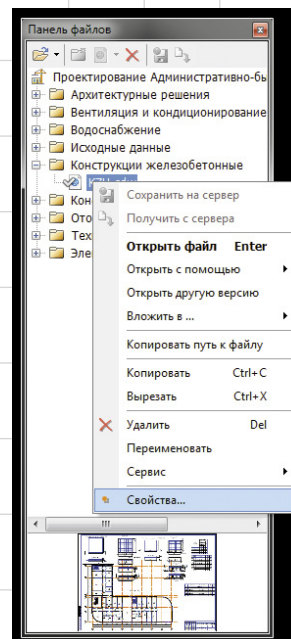 Панель файлов
Проектирование Административно-бы
Архитектурные решения
Вентиляция и кондиционирование
Водоснабжение
Исходные данные
Конструкции железобетонные
Кон
Ото
Тех
Эле
Сохранить на сервер
Получить с сервера
Открыть файл Enter
Открыть с помощью
Открыть другую версию
Вложить в ...
Копировать путь к файлу
Копировать Ctrl+C
Вырезать Ctrl+X
Удалить Del
Переименовать
Сервис
Свойства...